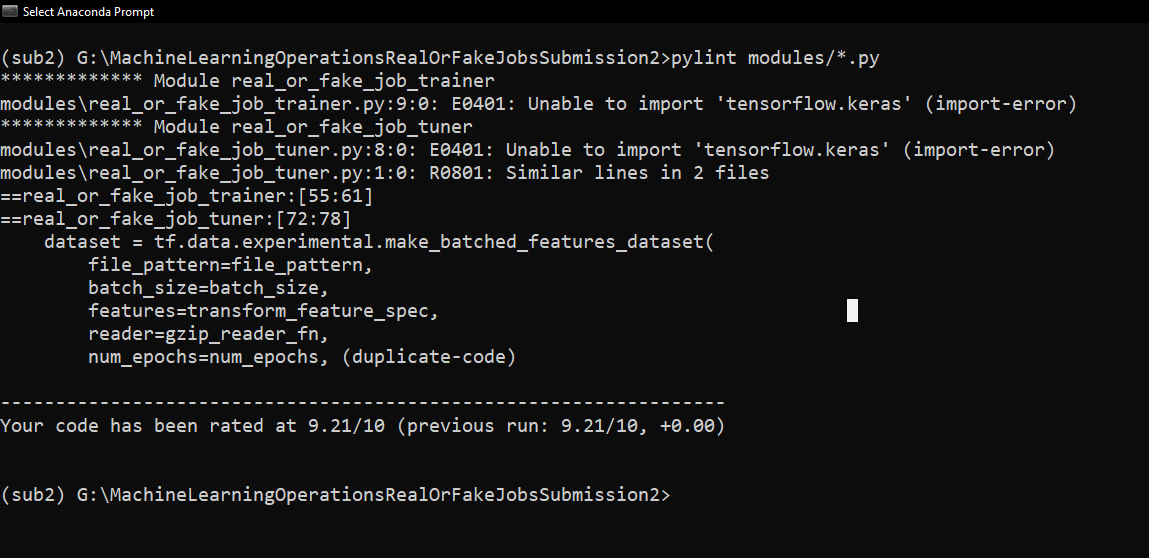 Select Anaconda Prompt
(sub2) G:\MachineLearningOperationsRealOrFakeJobsSubmission2>pylint modules/*.py
************* Module real_or_fake_job_trainer
modules\real_or_fake_job_trainer.py:9:0: E0401: Unable to import 'tensorflow.keras' (import-error)
************* Module real_or_fake_job_tuner
modules\real_or_fake_job_tuner.py:8:0: E0401: Unable to import 'tensorflow.keras' (import-error)
modules\real_or_fake_job_tuner.py:1:0: R0801: Similar lines in 2 files
==real_or_fake_job_trainer:[55:61]
==real_or_fake_job_tuner:[72:78]
    dataset = tf.data.experimental.make_batched_features_dataset(
        file_pattern=file_pattern,
        batch_size=batch_size,
        features=transform_feature_spec,
        reader=gzip_reader_fn,
        num_epochs=num_epochs, (duplicate-code)
------------------------------------------------------------------
Your code has been rated at 9.21/10 (previous run: 9.21/10, +0.00)
(sub2) G:\MachineLearningOperationsRealOrFakeJobsSubmission2>